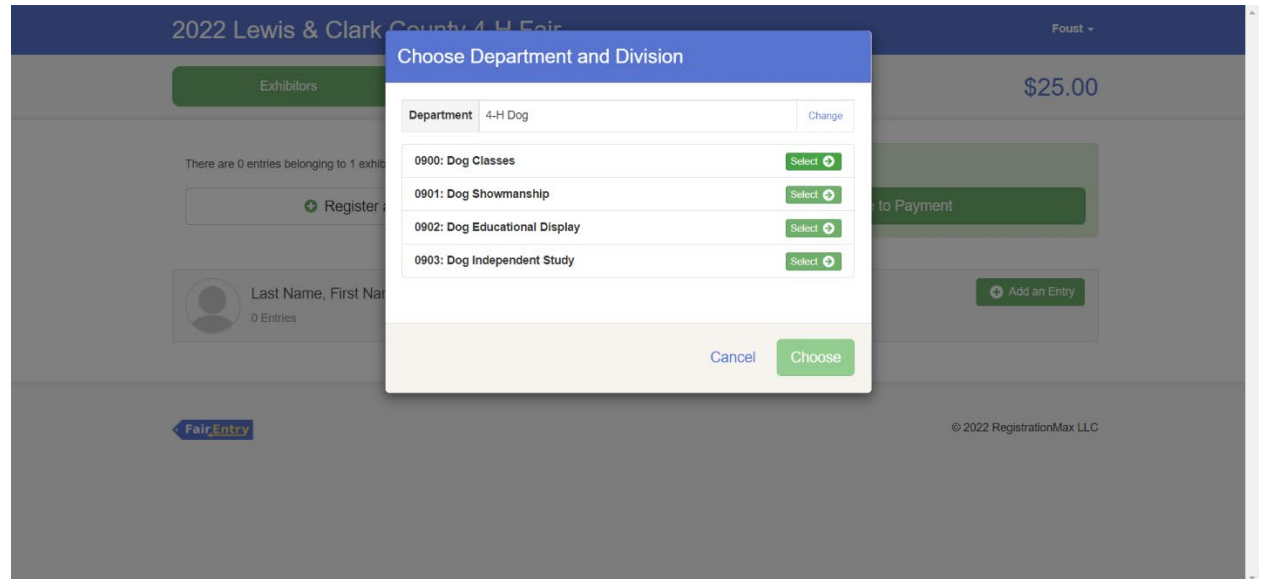 2022 Lewis & Clark County 4-H Fair
Foust
Choose Department and Division
Exhibitors
$25.00
Department 4-H Dog Change
0900: Dog Classes Select
0901: Dog Showmanship Select
0902: Dog Educational Display Select
0903: Dog Independent Study Select
There are 0 entries belonging to 1
Register
to Payment
Last Name, First
0 Entries
Add an Entry
Cancel Choose
FairEntry
© 2022 RegistrationMax LLC